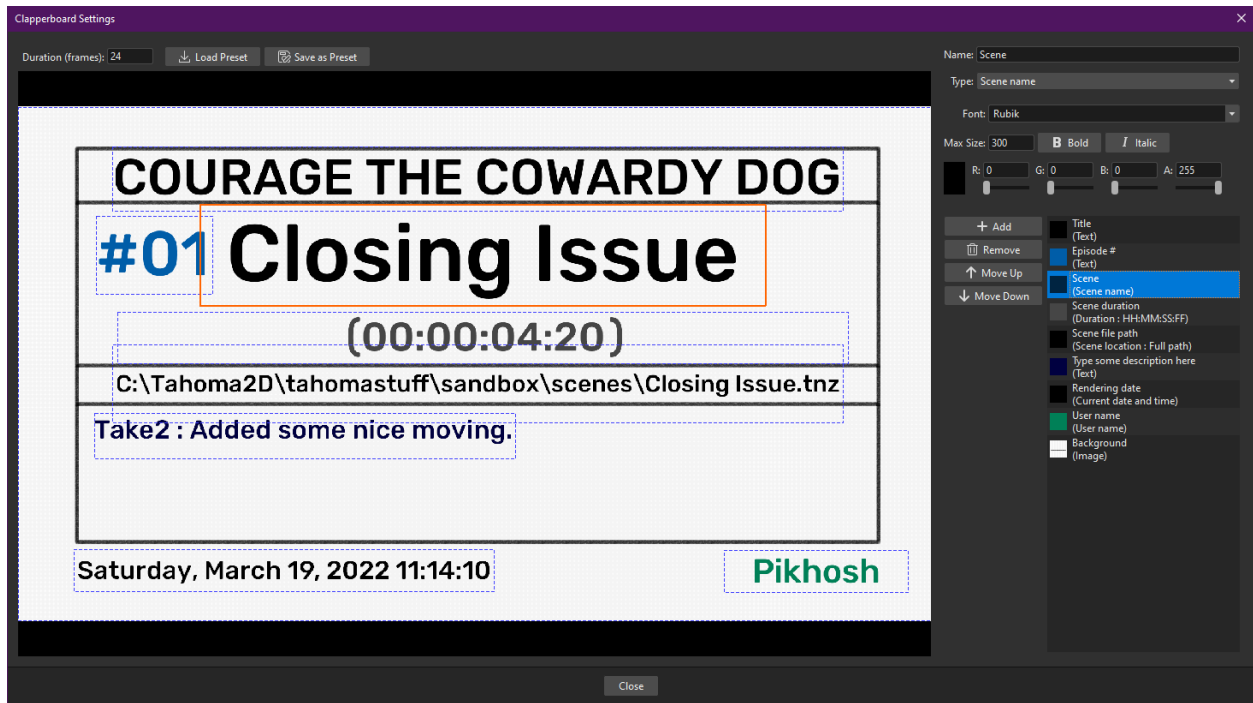 Clapperboard Settings
Duration (frames): 24 Load Preset Save as Preset
COURAGE THE COWARDY DOG
#01 Closing Issue
(00:00:04:20)
C:\Tahoma2D\tahomastuff\sandbox\scenes\Closing Issue.tnz
Take2 : Added some nice moving.
Saturday, March 19, 2022 11:14:10
Pikhosh
Name: Scene
Type: Scene name
Font: Rubik
Max Size: 300 B Bold I Italic
R: 0 G: 0 B: 0 A: 255
Add
Remove
Move Up
Move Down
Title
(Text)
Episode #
(Text)
Scene
(Scene name)
Scene duration
(Duration : HH:MM:SS:FF)
Scene file path
(Scene location : Full path)
Type some description here
(Text)
Rendering date
(Current date and time)
User name
(User name)
Background
(Image)
Close